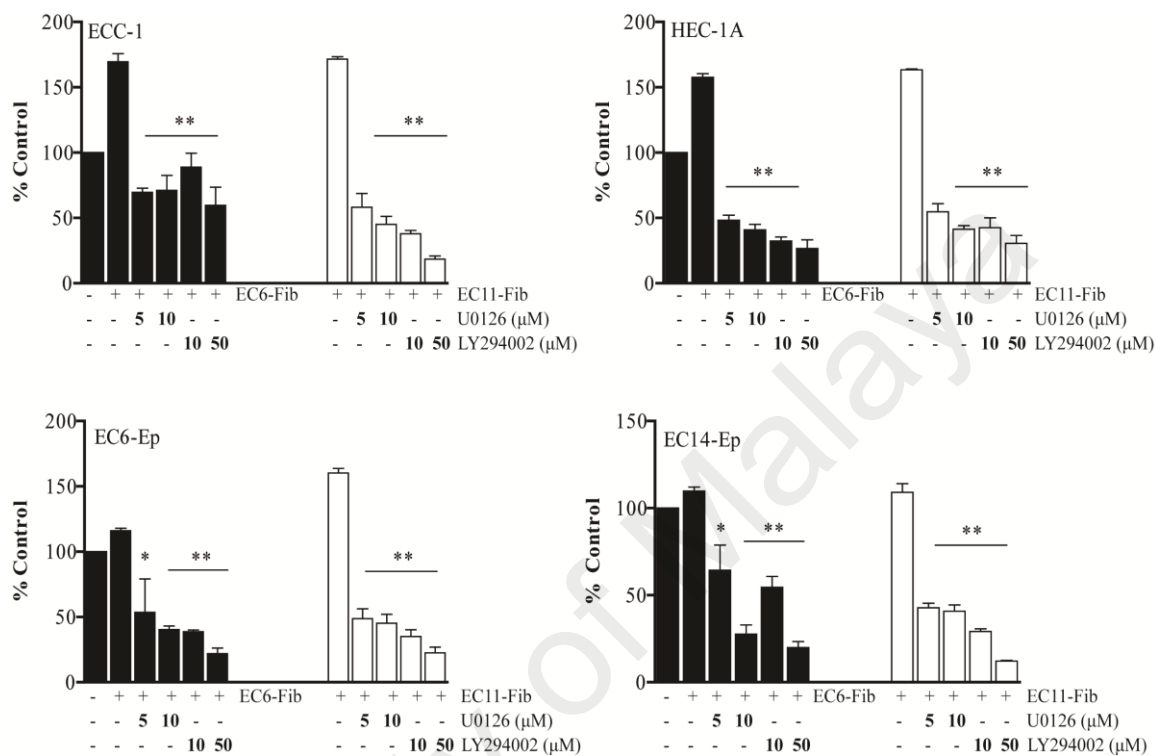 ECC-1
% Control
200
150
100
50
0
- + + + + + EC6-Fib + + + + + EC11-Fib
- - 5 10 - - - 5 10 - - U0126 (μM)
- - - - 10 50 - - - 10 50 LY294002 (μM)
** **
HEC-1A
% Control
200
150
100
50
0
- + + + + + EC6-Fib + + + + + EC11-Fib
- - 5 10 - - - 5 10 - - U0126 (μM)
- - - - 10 50 - - - 10 50 LY294002 (μM)
** **
EC6-Ep
% Control
200
150
100
50
0
- + + + + + EC6-Fib + + + + + EC11-Fib
- - 5 10 - - - 5 10 - - U0126 (μM)
- - - - 10 50 - - - 10 50 LY294002 (μM)
* ** **
EC14-Ep
% Control
150
100
50
0
- + + + + + EC6-Fib + + + + + EC11-Fib
- - 5 10 - - - 5 10 - - U0126 (μM)
- - - - 10 50 - - - 10 50 LY294002 (μM)
* ** **
of Malaya